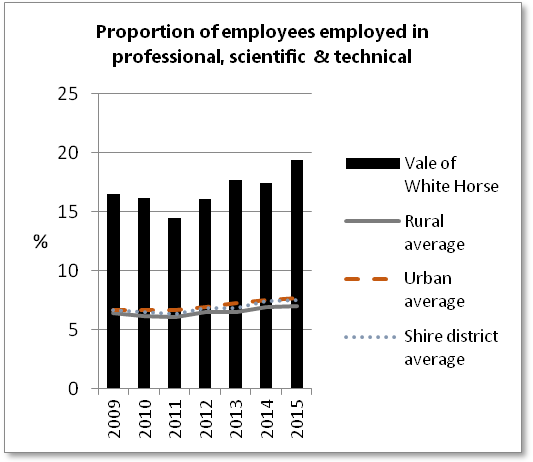 Proportion of employees employed in
professional, scientific & technical
25
20
15
10
5
0
%
2009
2010
2011
2012
2013
2014
2015
Vale of
White Horse
Rural
average
Urban
average
Shire district
average